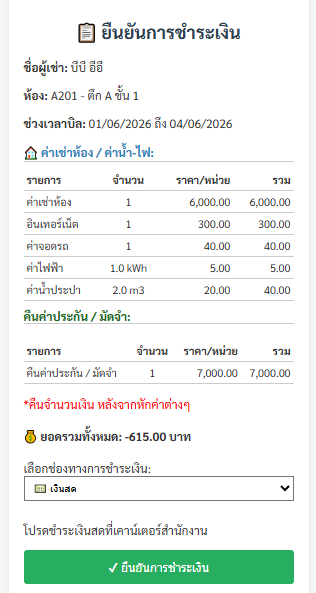 📋 ยืนยันการชำระเงิน
ชื่อผู้เช่า: บีบี อีอี
ห้อง: A201 - ตึก A ชั้น 1
ช่วงเวลาบิล: 01/06/2026 ถึง 04/06/2026
🏠 ค่าเช่าห้อง / ค่าน้ำ-ไฟ:
รายการ จำนวน ราคา/หน่วย รวม
ค่าเช่าห้อง 1 6,000.00 6,000.00
อินเทอร์เน็ต 1 300.00 300.00
ค่าจอดรถ 1 40.00 40.00
ค่าไฟฟ้า 1.0 kWh 5.00 5.00
ค่าน้ำประปา 2.0 m3 20.00 40.00
คืนค่าประกัน / มัดจำ:
รายการ จำนวน ราคา/หน่วย รวม
คืนค่าประกัน / มัดจำ 1 7,000.00 7,000.00
*คืนจำนวนเงิน หลังจากหักค่าต่างๆ
💰 ยอดรวมทั้งหมด: -615.00 บาท
เลือกช่องทางการชำระเงิน:
💵 เงินสด
โปรดชำระเงินสดที่เคาน์เตอร์สำนักงาน
✓ ยืนยันการชำระเงิน